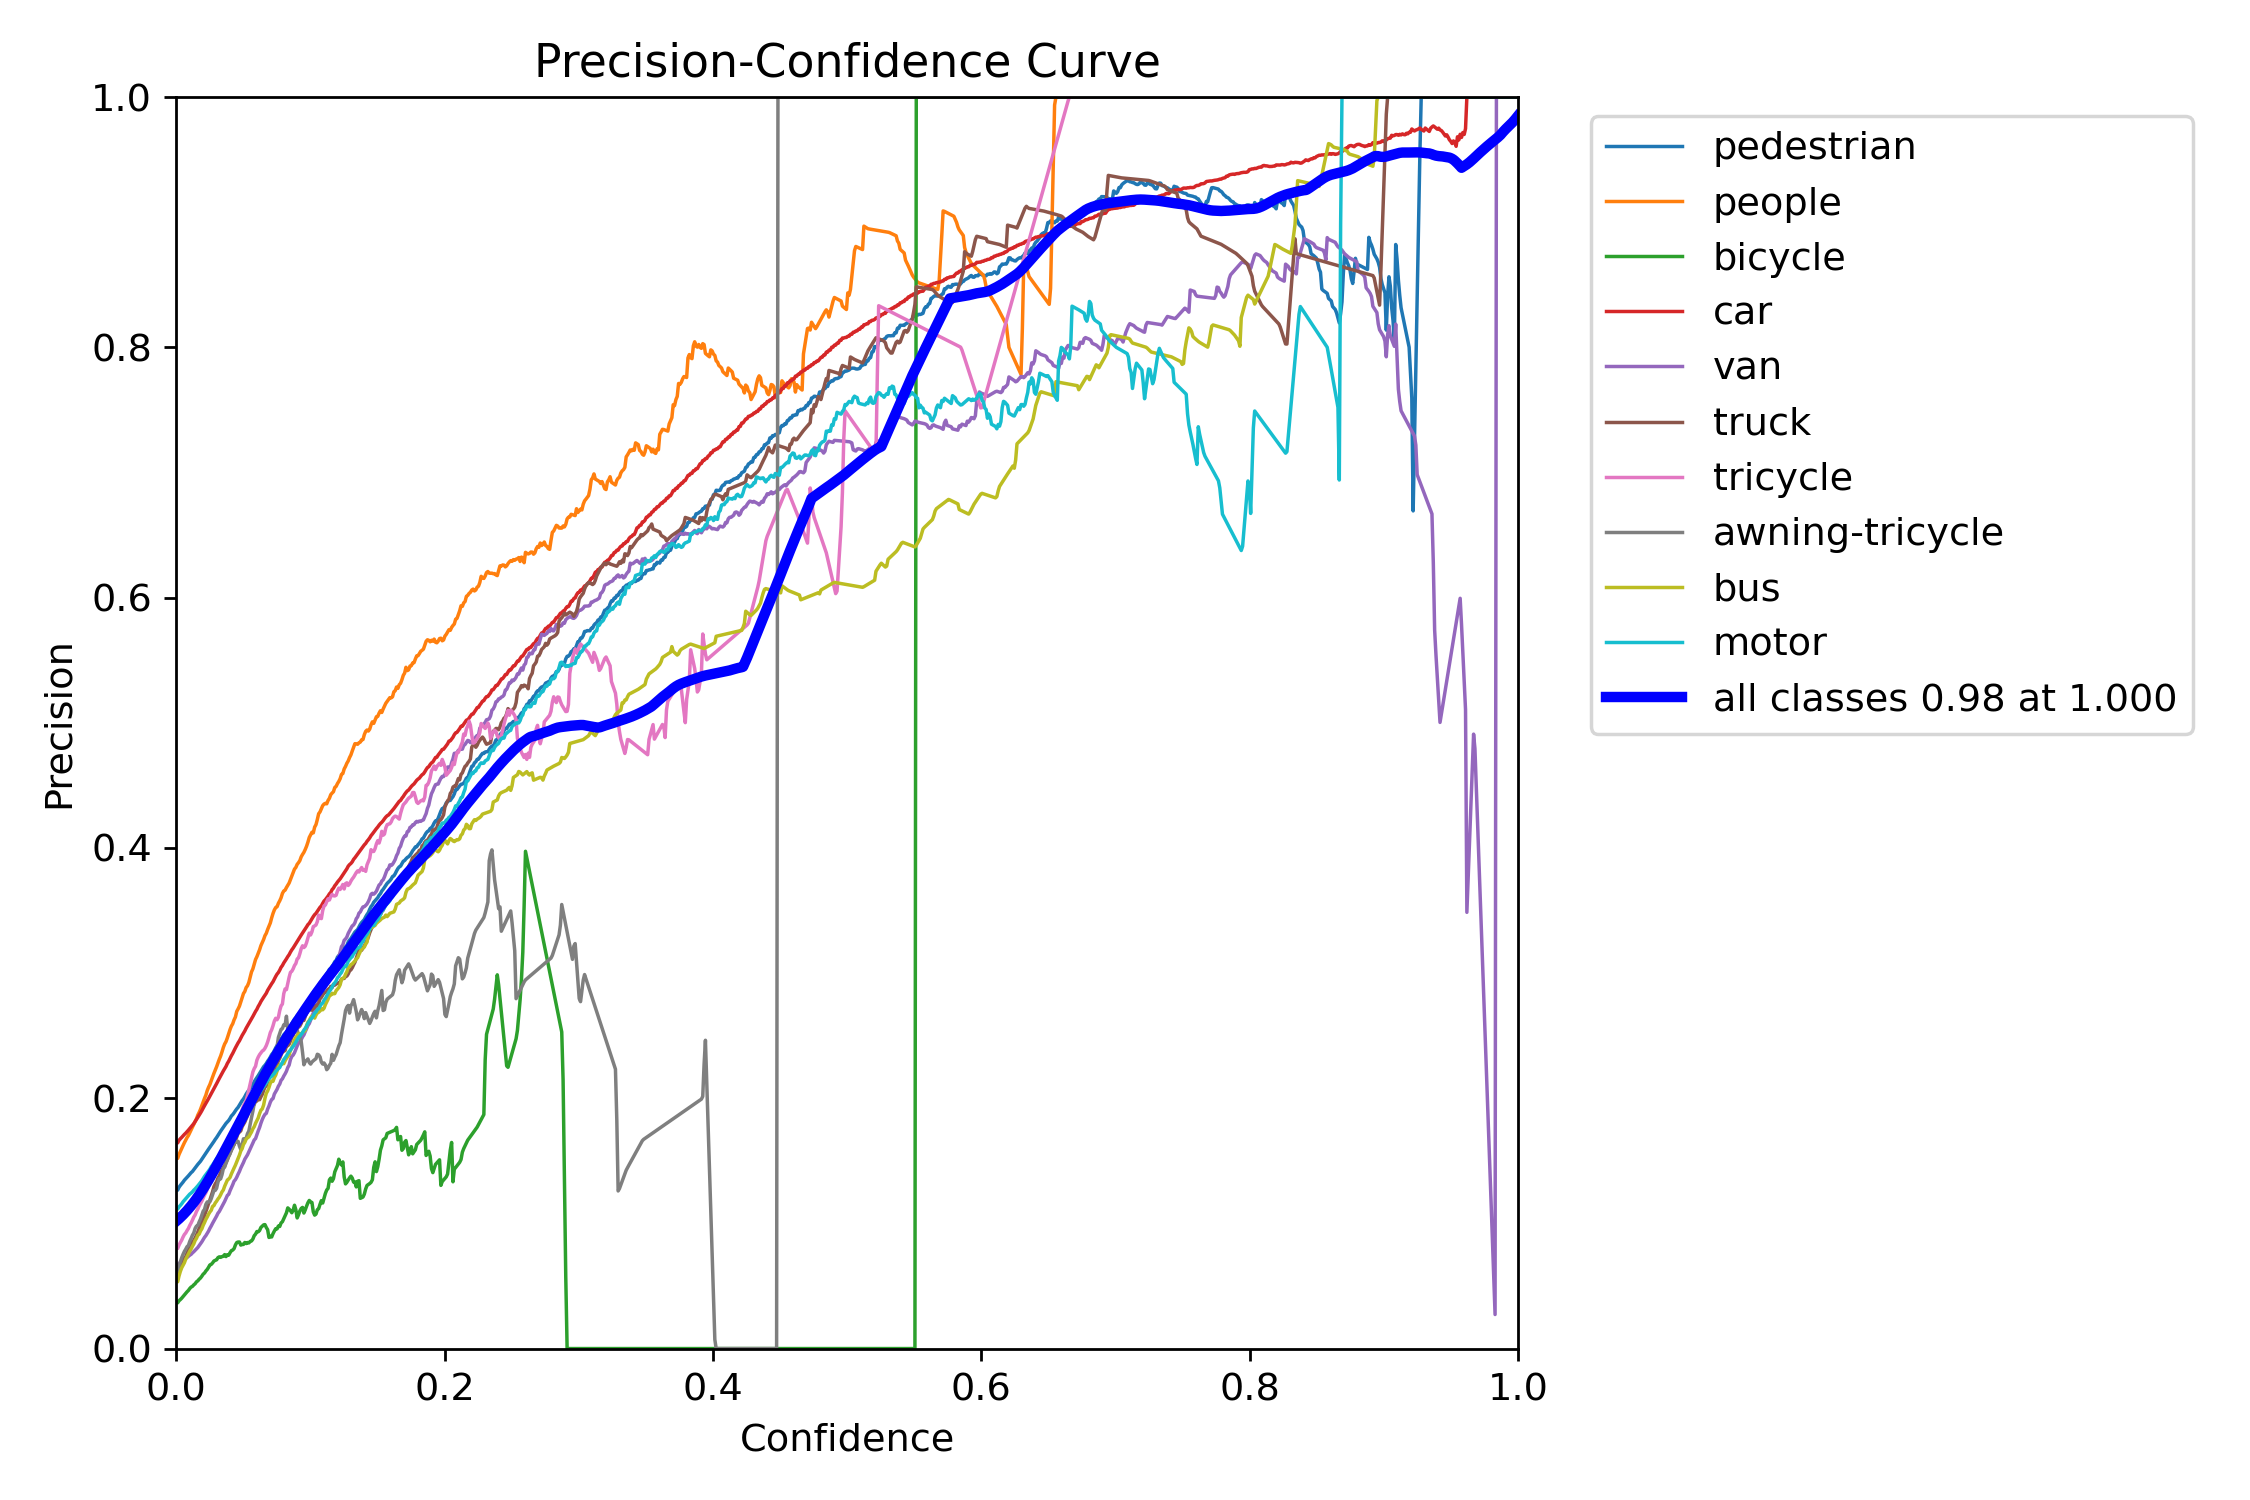 Precision-Confidence Curve
1.0
0.8
0.6
0.4
0.2
0.0
Precision
0.0 0.2 0.4 0.6 0.8 1.0
Confidence
pedestrian
people
bicycle
car
van
truck
tricycle
awning-tricycle
bus
motor
all classes 0.98 at 1.000